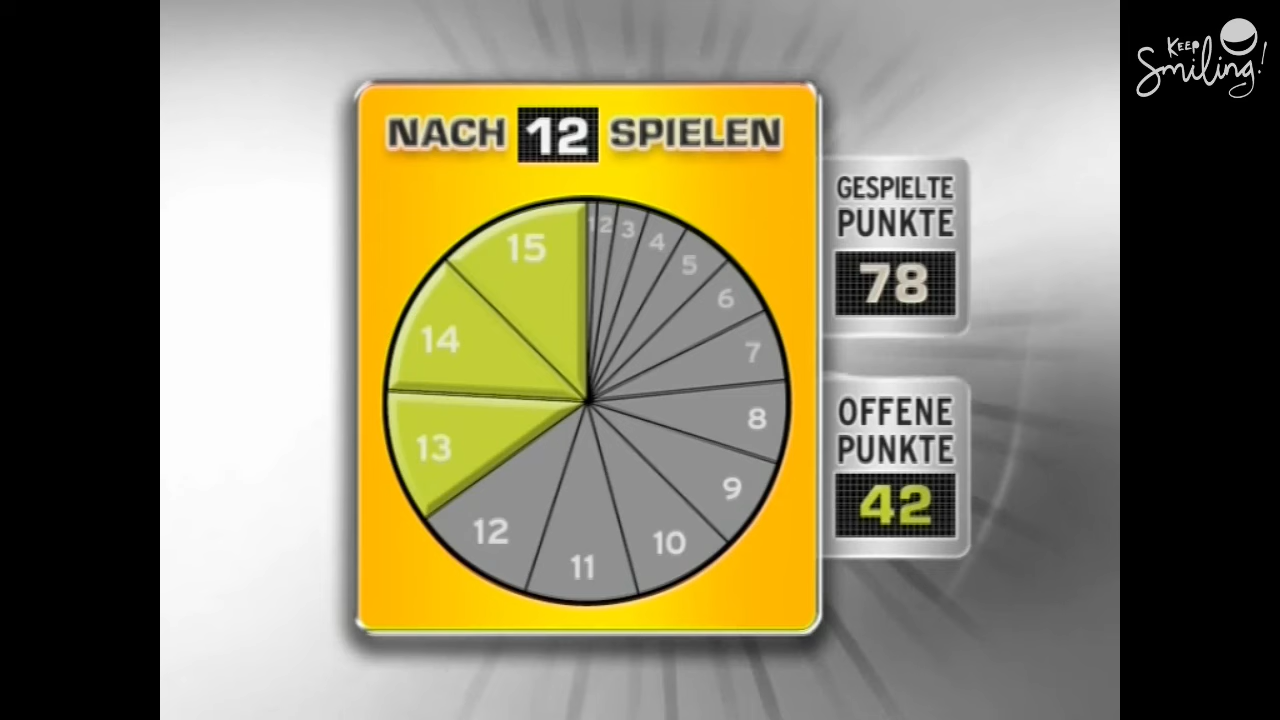 KEEP
Smiling!
NACH 12 SPIELEN
GESPIELTE
PUNKTE
78
OFFENE
PUNKTE
42
1
2
3
4
5
6
7
8
9
10
11
12
13
14
15